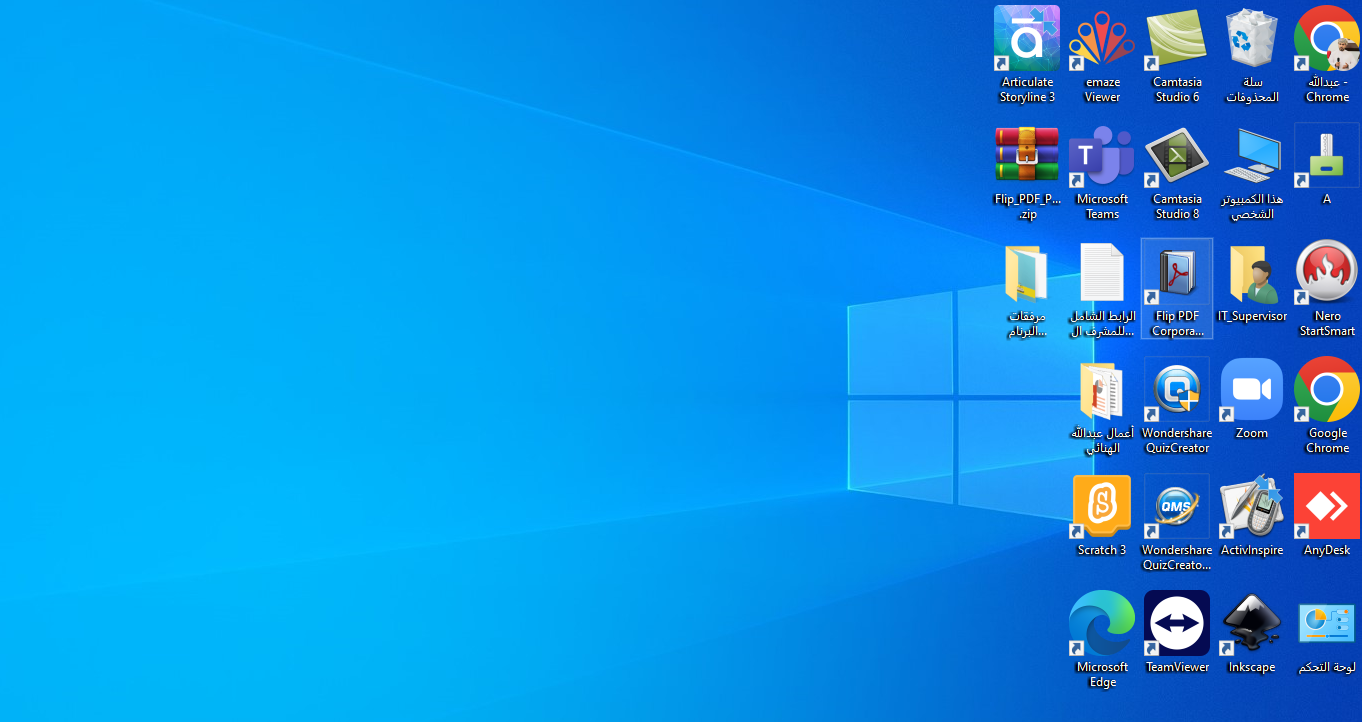 Articulate
Storyline 3
emaze
Viewer
Camtasia
Studio 6
سلة
المحذوفات
عبدالله -
Chrome
Flip_PDF_P...
.zip
Microsoft
Teams
Camtasia
Studio 8
هذا الكمبيوتر
الشخصي
A
مرفقات
البرنام...
الرابط الشامل
للمشرف ال...
Flip PDF
Corpora...
IT_Supervisor
Nero
StartSmart
أعمال عبدالله
الهنائي
Wondershare
QuizCreator
Zoom
Google
Chrome
Scratch 3
QMS
Wondershare
QuizCreato...
ActivInspire
AnyDesk
Microsoft
Edge
TeamViewer
Inkscape
لوحة التحكم